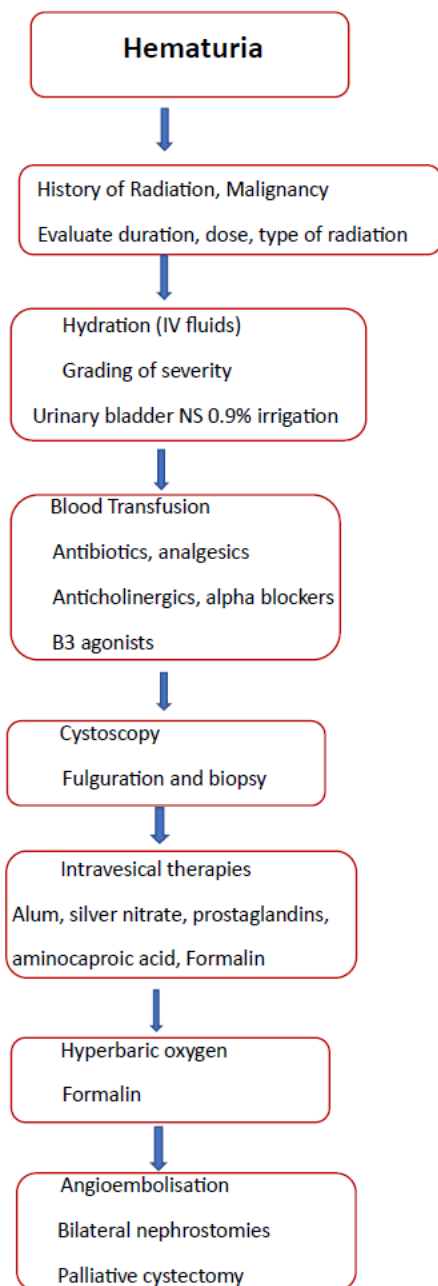 Hematuria
History of Radiation, Malignancy
Evaluate duration, dose, type of radiation
Hydration (IV fluids)
Grading of severity
Urinary bladder NS 0.9% irrigation
Blood Transfusion
Antibiotics, analgesics
Anticholinergics, alpha blockers
B3 agonists
Cystoscopy
Fulguration and biopsy
Intravesical therapies
Alum, silver nitrate, prostaglandins,
aminocaproic acid, Formalin
Hyperbaric oxygen
Formalin
Angioembolisation
Bilateral nephrostomies
Palliative cystectomy